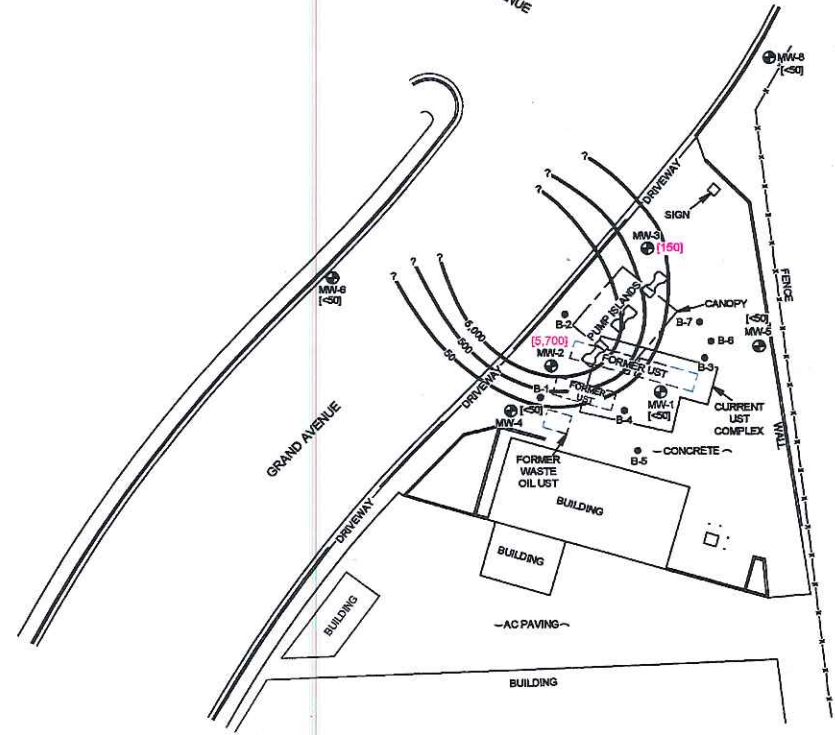 NUE
MW-8
[<50]
?
?
DRIVEWAY
SIGN
MW-3
[150]
?
?
?
MW-6
[<50]
PUMP ISLANDS
CANOPY
FENCE
B-2
B-7
[<50]
MW-5
5,000
500
50
[5,700]
MW-2
B-6
B-3
FORMER UST
DRIVEWAY
B-1
FORMER
UST
MW-1
[<50]
CURRENT
UST
COMPLEX
[<50]
MW-4
B-4
WALL
GRAND AVENUE
B-5
CONCRETE
FORMER
WASTE
OIL UST
BUILDING
DRIVEWAY
BUILDING
BUILDING
AC PAVING
BUILDING